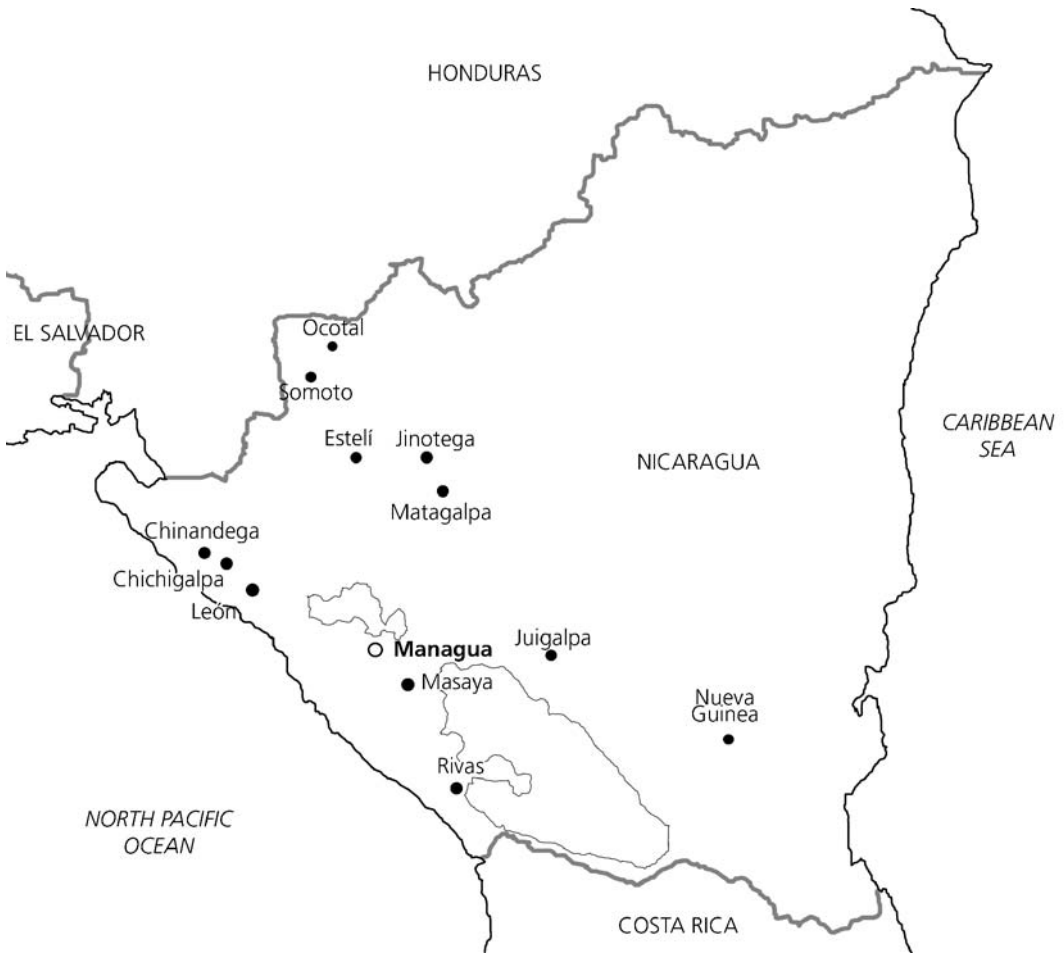 HONDURAS
EL SALVADOR
Ocotal
Somoto
Estelí
Jinotega
NICARAGUA
CARIBBEAN
SEA
Matagalpa
Chinandega
Chichigalpa
León
Managua
Juigalpa
Masaya
Nueva
Guinea
Rivas
NORTH PACIFIC
OCEAN
COSTA RICA